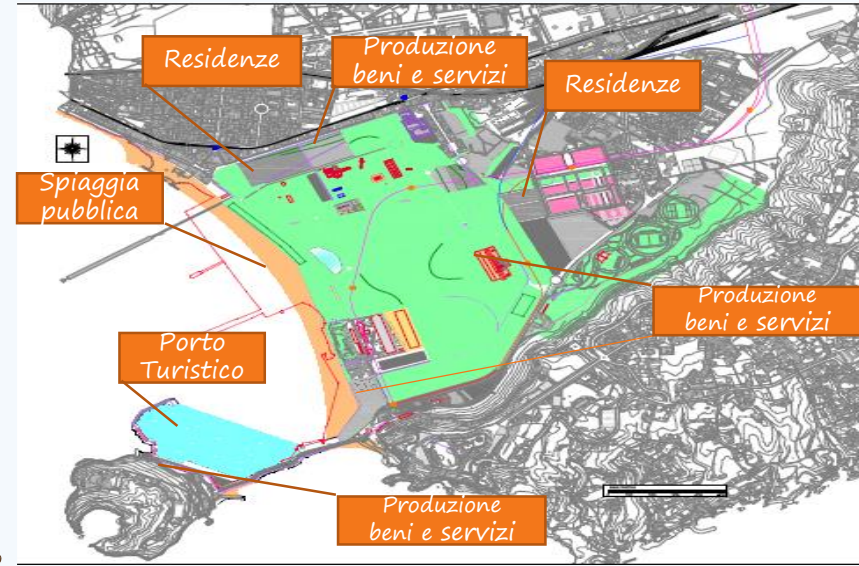 Residenze
Produzione
beni e servizi
Residenze
Spiaggia
pubblica
Produzione
beni e servizi
Porto
Turistico
Produzione
beni e servizi